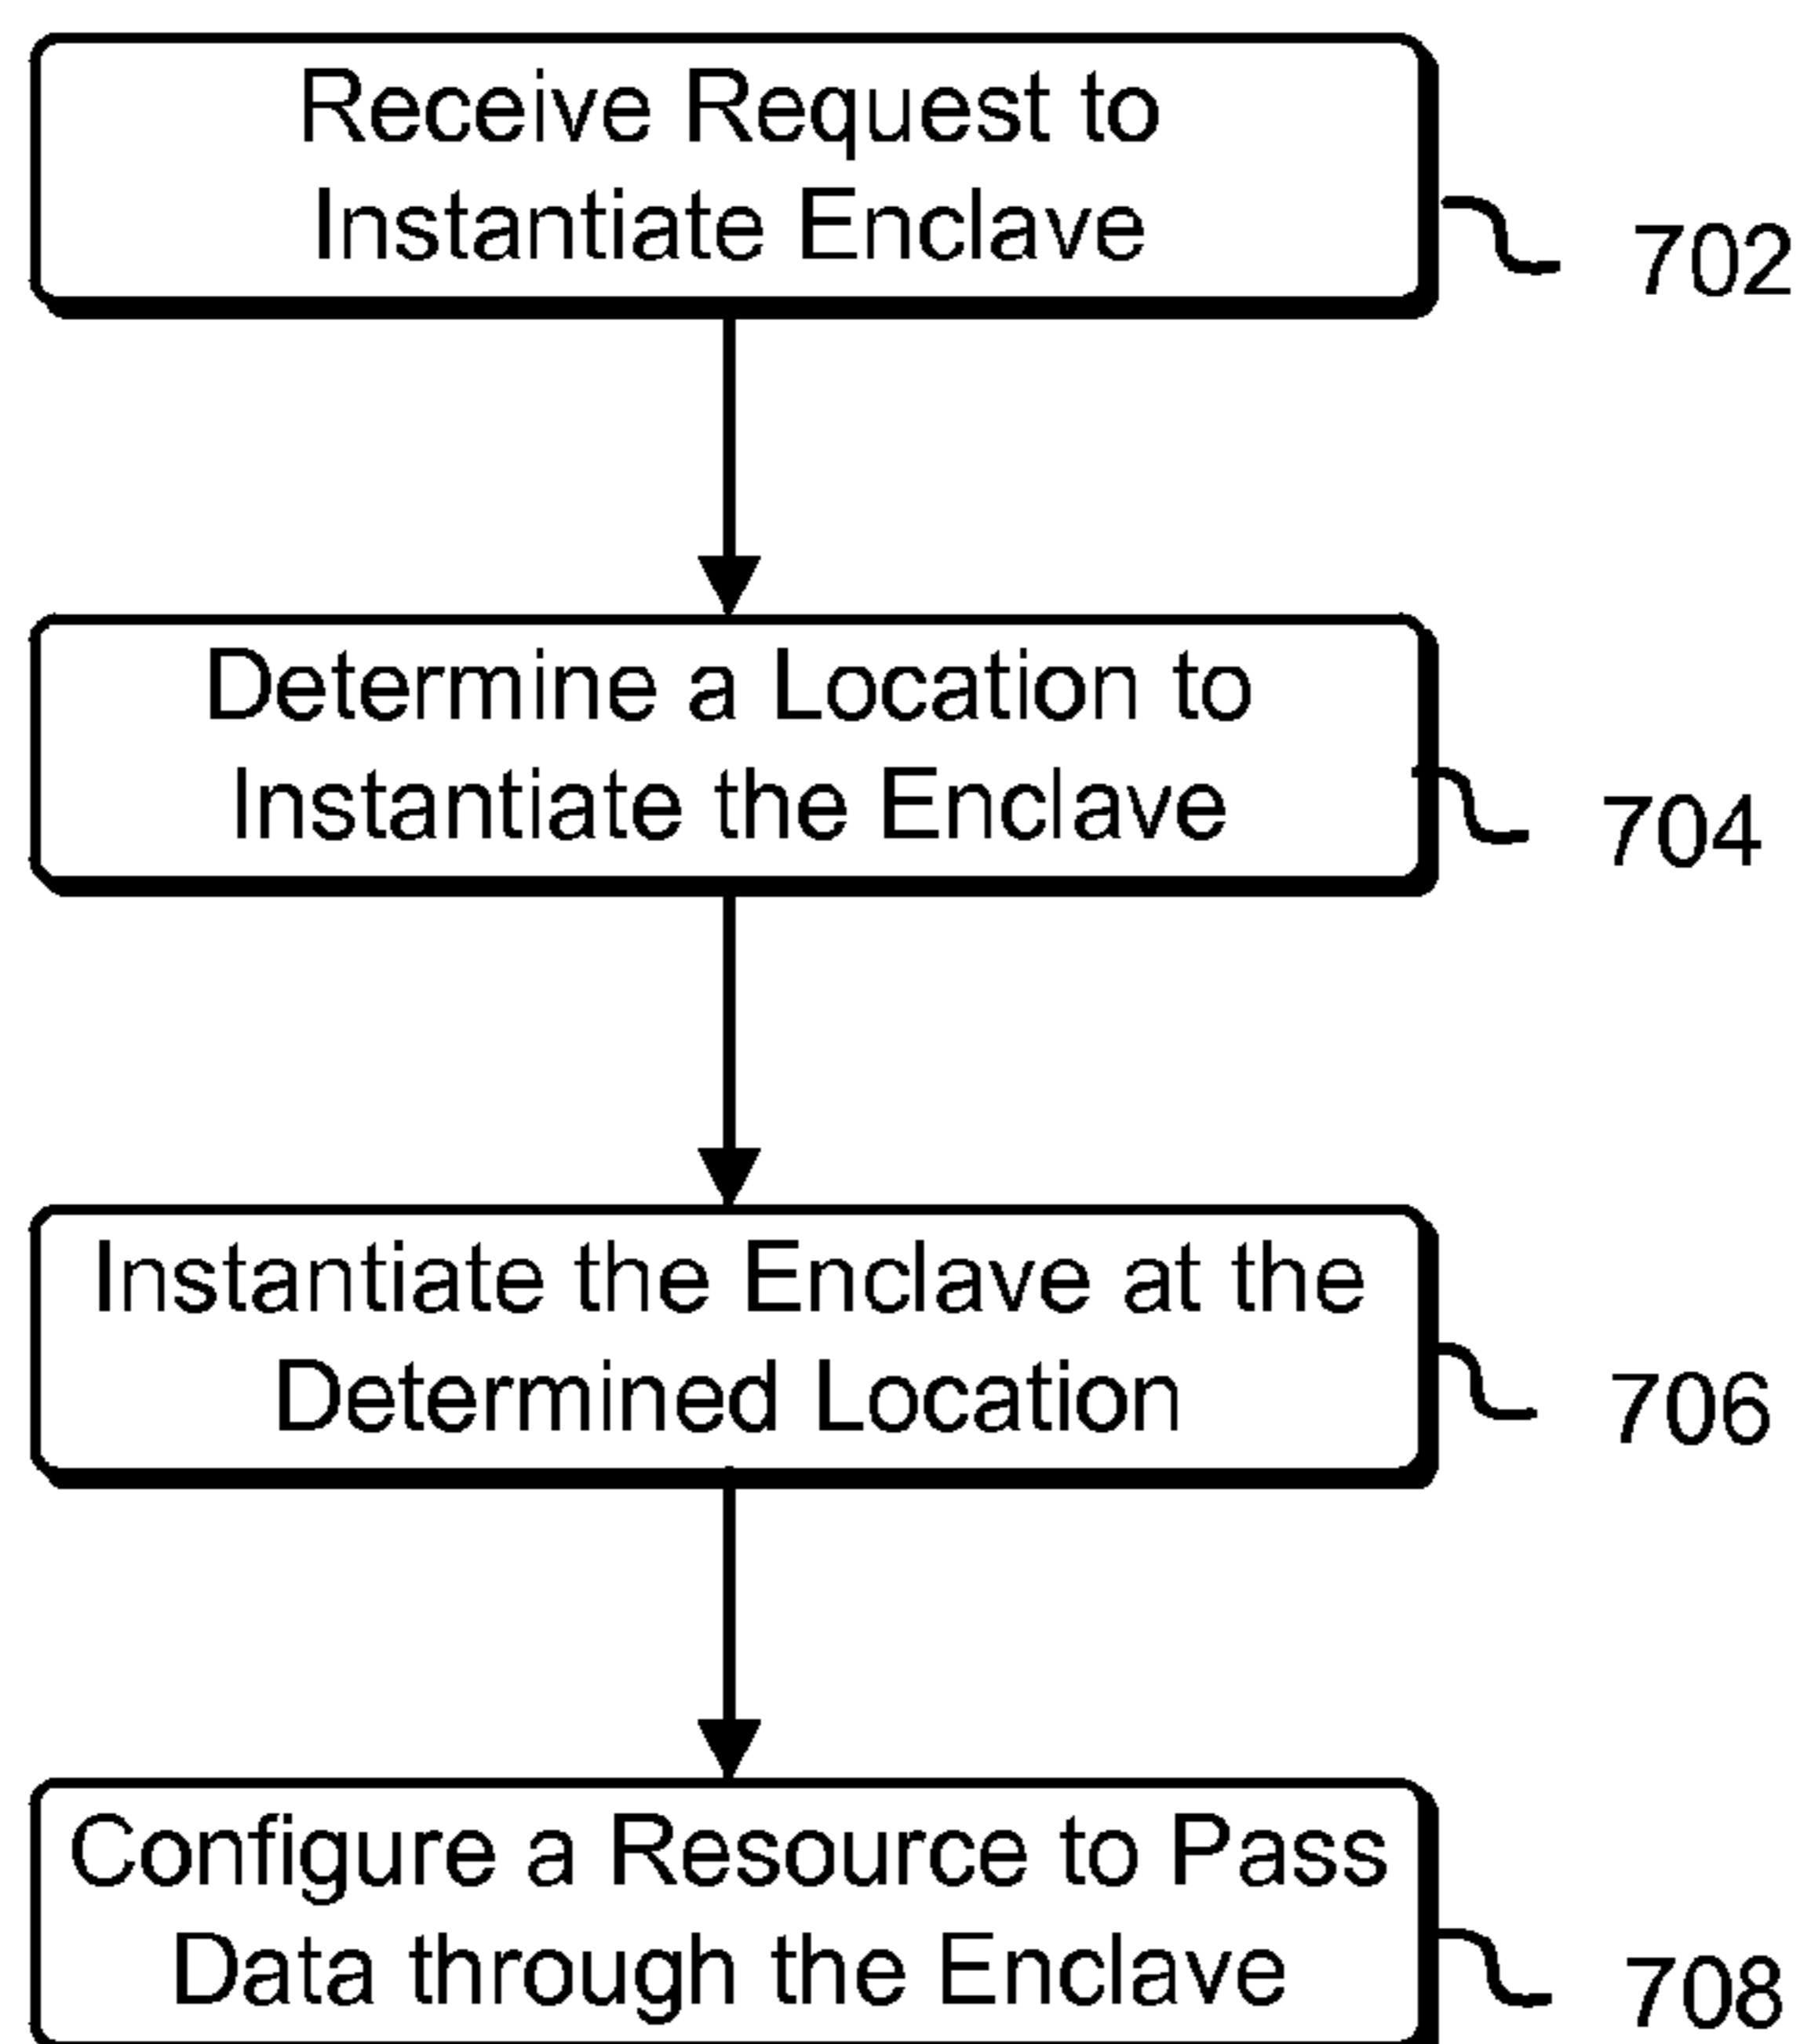 Receive Request to
Instantiate Enclave
702
Determine a Location to
Instantiate the Enclave
704
Instantiate the Enclave at the
Determined Location
706
Configure a Resource to Pass
Data through the Enclave
708